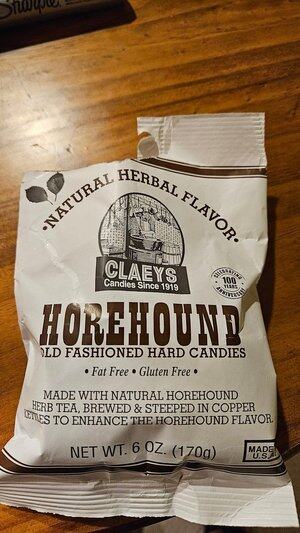 Sharpie
•NATURAL HERBAL FLAVOR•
CLAEYS
Candies Since 1919
CELEBRATING
100
YEARS
ANNIVERSARY
HOREHOUND
OLD FASHIONED HARD CANDIES
• Fat Free • Gluten Free •
MADE WITH NATURAL HOREHOUND
HERB TEA, BREWED & STEEPED IN COPPER
KETTLES TO ENHANCE THE HOREHOUND FLAVOR.
NET WT. 6 OZ. (170g)
MADE
U.S.